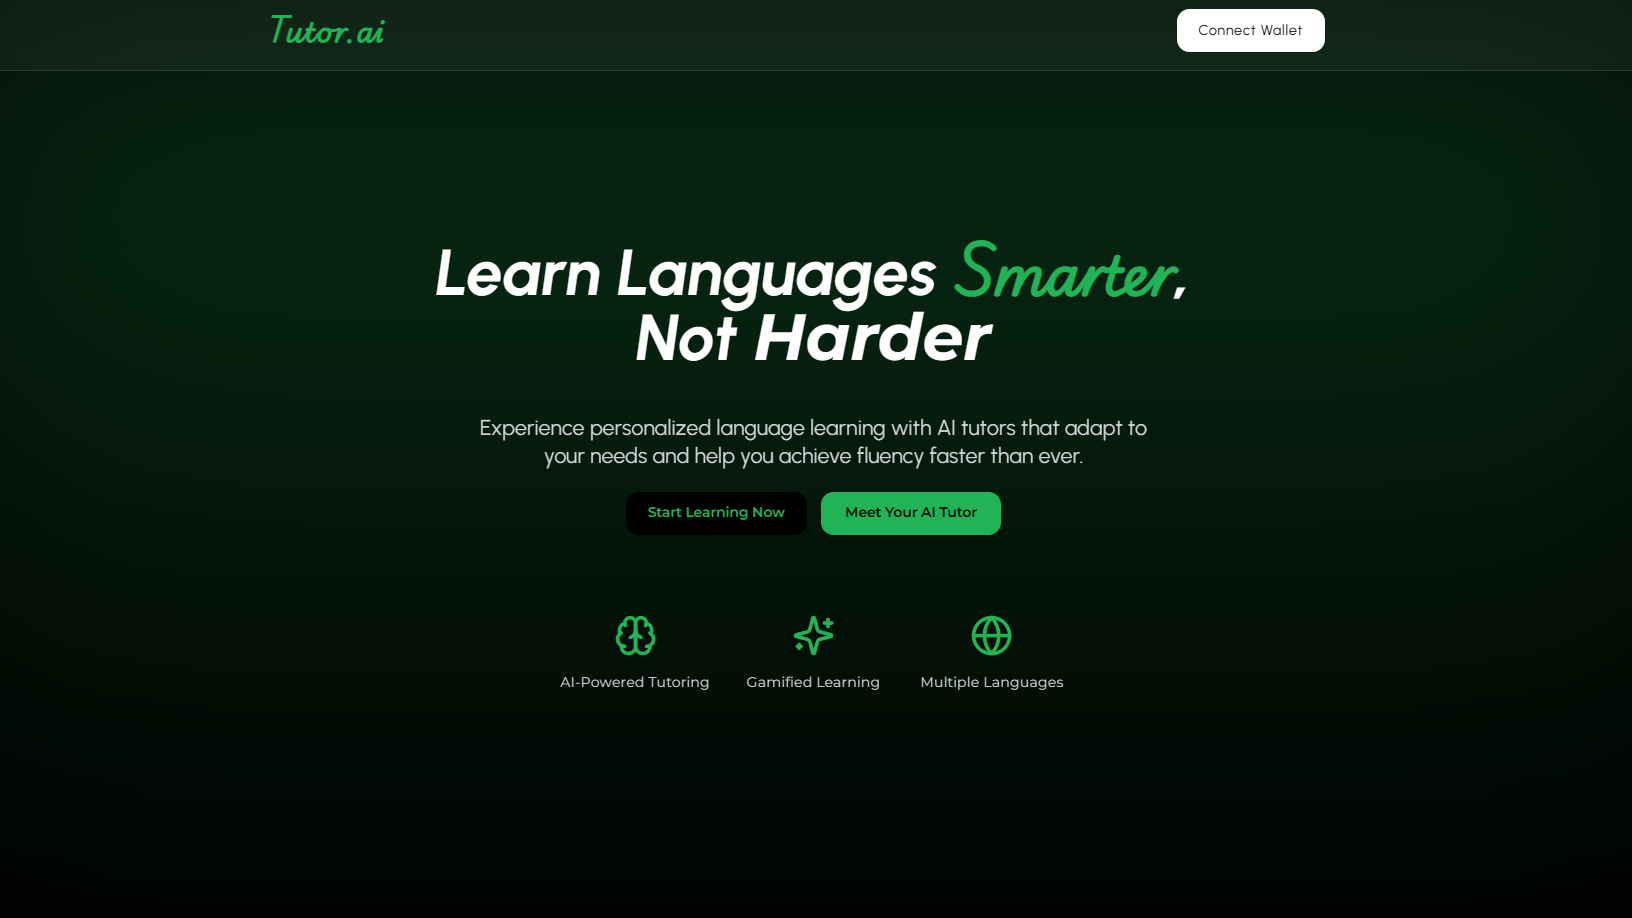 Tutor.ai
Connect Wallet
Learn Languages Smarter,
Not Harder
Experience personalized language learning with AI tutors that adapt to
your needs and help you achieve fluency faster than ever.
Start Learning Now
Meet Your AI Tutor
AI-Powered Tutoring
Gamified Learning
Multiple Languages